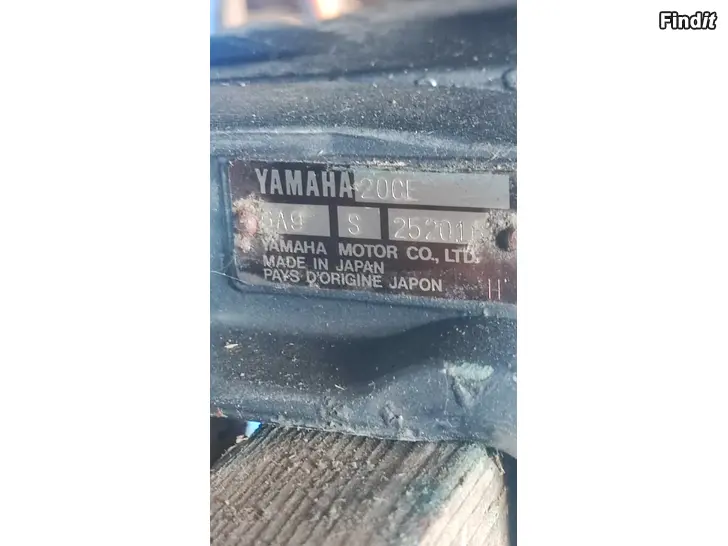 Findit
YAMAHA 20CE
6A9 S 25201
YAMAHA MOTOR CO., LTD.
MADE IN JAPAN
PAYS D'ORIGINE JAPON